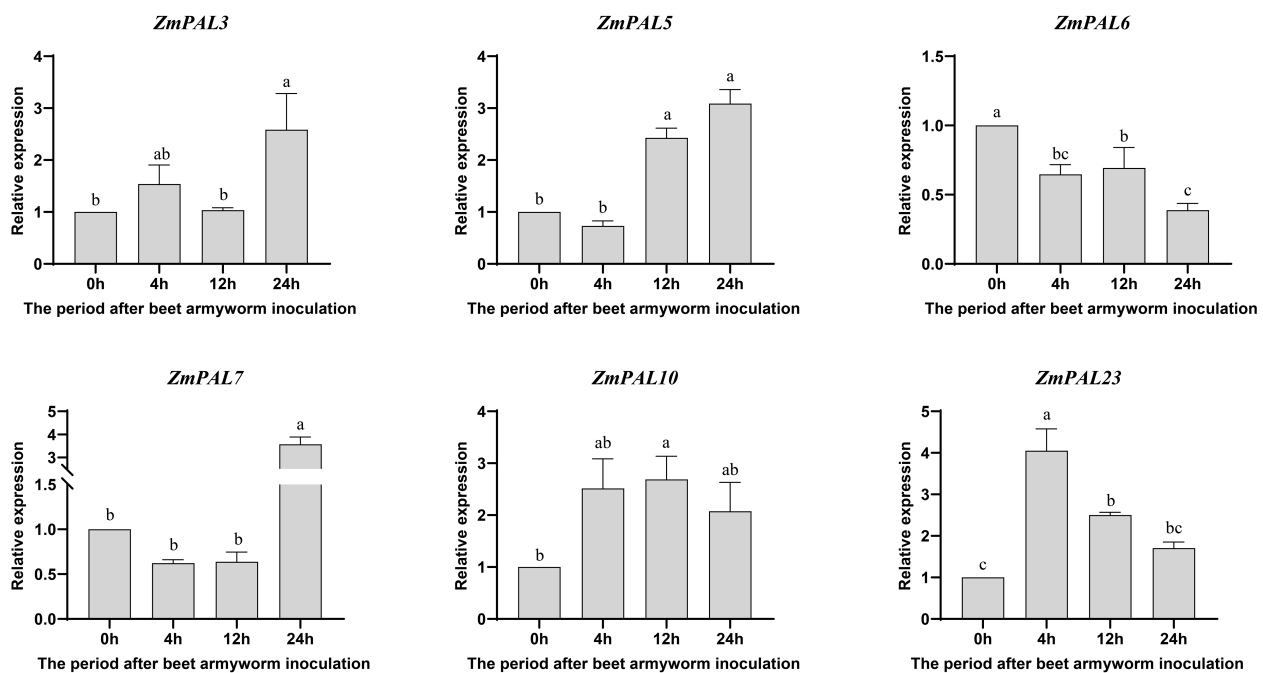 ZmPAL3
Relative expression
4
3
2
1
0
b
ab
b
a
0h 4h 12h 24h
The period after beet armyworm inoculation
ZmPAL5
Relative expression
4
3
2
1
0
b
b
a
a
0h 4h 12h 24h
The period after beet armyworm inoculation
ZmPAL6
Relative expression
1.5
1.0
0.5
0.0
a
bc
b
c
0h 4h 12h 24h
The period after beet armyworm inoculation
ZmPAL7
Relative expression
5
4
3
1.5
1.0
0.5
0.0
b
b
b
a
0h 4h 12h 24h
The period after beet armyworm inoculation
ZmPAL10
Relative expression
4
3
2
1
0
b
ab
a
ab
0h 4h 12h 24h
The period after beet armyworm inoculation
ZmPAL23
Relative expression
5
4
3
2
1
0
c
a
b
bc
0h 4h 12h 24h
The period after beet armyworm inoculation